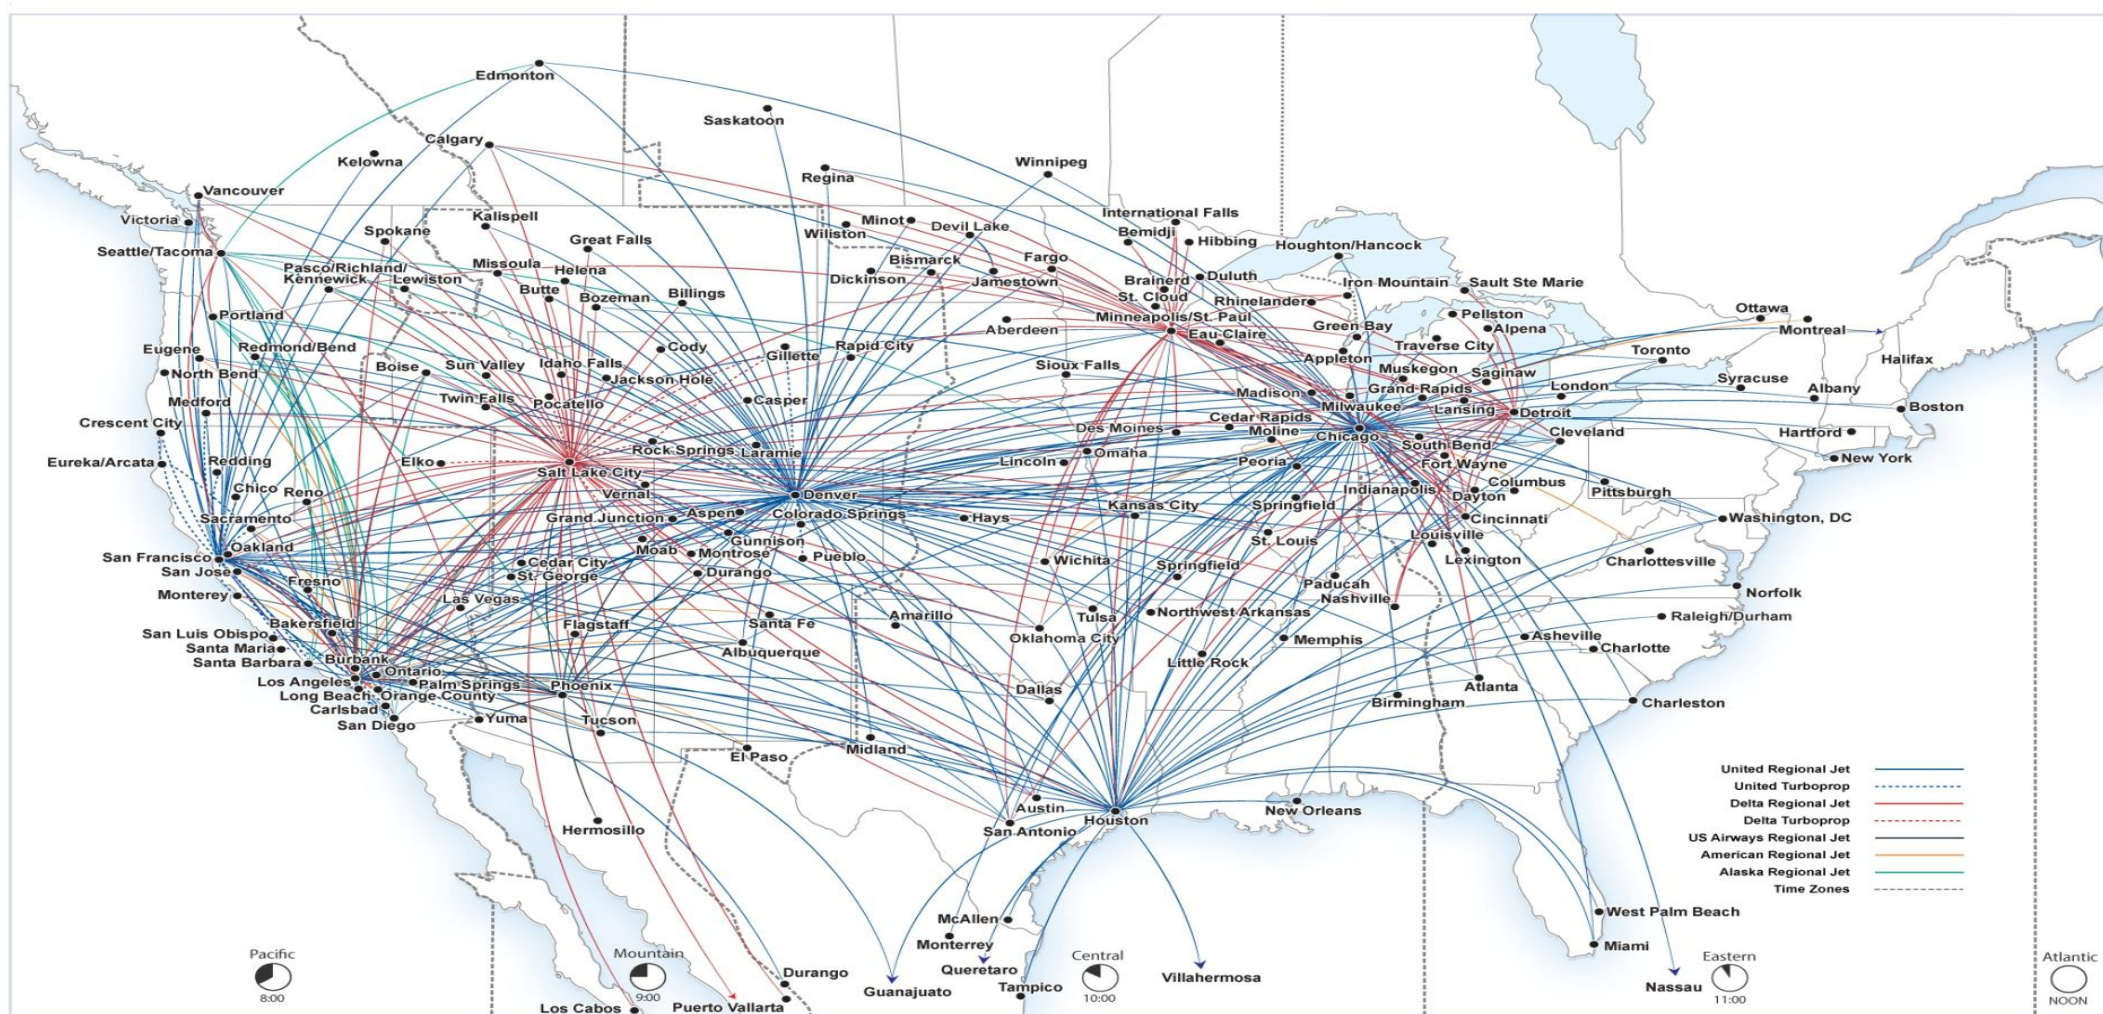 Edmonton
Saskatoon
Calgary
Kelowna
Winnipeg
Regina
Vancouver
Victoria
Kalispell
Minot
Wiliston
Devil Lake
International Falls
Bemidji
Hibbing
Houghton/Hancock
Spokane
Great Falls
Seattle/Tacoma
Pasco/Richland/
Kennewick
Lewiston
Missoula
Helena
Butte
Bozeman
Billings
Dickinson
Bismarck
Jamestown
Fargo
Brainerd
Duluth
St. Cloud
Rhinelander
Iron Mountain
Sault Ste Marie
Minneapolis/St. Paul
Eau Claire
Green Bay
Pellston
Alpena
Traverse City
Appleton
Ottawa
Montreal
Halifax
Toronto
Portland
Aberdeen
Eugene
Redmond/Bend
North Bend
Boise
Sun Valley
Idaho Falls
Cody
Gillette
Rapid City
Jackson Hole
Sioux Falls
Muskegon
Saginaw
Grand Rapids
London
Syracuse
Albany
Boston
Medford
Twin Falls
Pocatello
Casper
Madison
Milwaukee
Lansing
Detroit
Crescent City
Cedar Rapids
Des Moines
Moline
Chicago
South Bend
Cleveland
Hartford
Eureka/Arcata
Redding
Elko
Salt Lake City
Rock Springs
Laramie
Lincoln
Omaha
Peoria
Fort Wayne
New York
Chico
Reno
Vernal
Denver
Indianapolis
Columbus
Dayton
Pittsburgh
Sacramento
Grand Junction
Aspen
Colorado Springs
Hays
Kansas City
Springfield
Cincinnati
Washington, DC
San Francisco
Oakland
San Jose
Moab
Gunnison
Montrose
Pueblo
Cedar City
St. George
Durango
Wichita
St. Louis
Springfield
Louisville
Lexington
Charlottesville
Fresno
Monterey
Las Vegas
Paducah
Nashville
Norfolk
Bakersfield
Flagstaff
Santa Fe
Amarillo
Tulsa
Northwest Arkansas
Raleigh/Durham
San Luis Obispo
Santa Maria
Santa Barbara
Albuquerque
Oklahoma City
Memphis
Asheville
Charlotte
Burbank
Ontario
Los Angeles
Palm Springs
Long Beach
Orange County
Phoenix
Little Rock
Dallas
Atlanta
Birmingham
Charleston
Carlsbad
San Diego
Yuma
Tucson
El Paso
Midland
Hermosillo
Austin
San Antonio
Houston
New Orleans
United Regional Jet
United Turboprop
Delta Regional Jet
Delta Turboprop
US Airways Regional Jet
American Regional Jet
Alaska Regional Jet
Time Zones
West Palm Beach
Miami
McAllen
Monterrey
Queretaro
Tampico
Villahermosa
Nassau
Durango
Guanajuato
Los Cabos
Puerto Vallarta
Pacific
8:00
Mountain
9:00
Central
10:00
Eastern
11:00
Atlantic
NOON